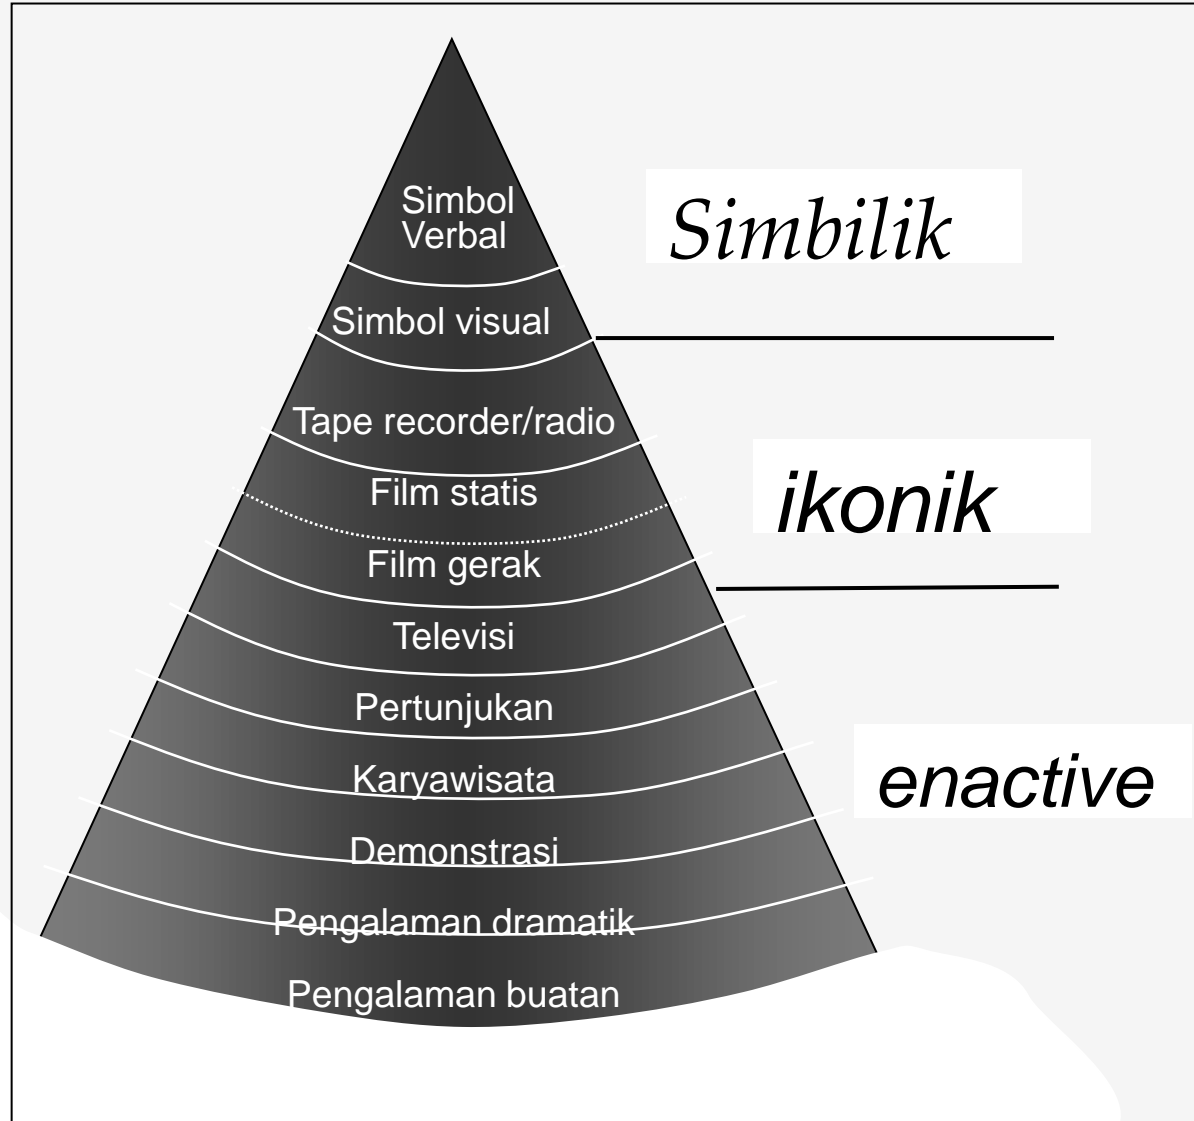 Simbol
Verbal
Simbilik
Simbol visual
Tape recorder/radio
Film statis
ikonik
Film gerak
Televisi
Pertunjukan
Karyawisata
enactive
Demonstrasi
Pengalaman dramatik
Pengalaman buatan